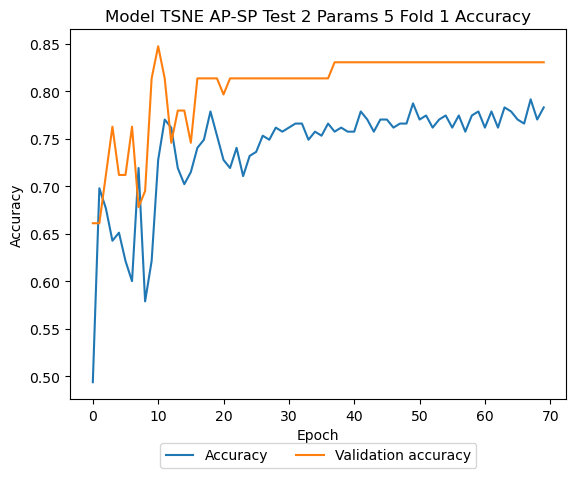 Model TSNE AP-SP Test 2 Params 5 Fold 1 Accuracy
0.85
0.80
0.75
0.70
0.65
0.60
0.55
0.50
Accuracy
0 10 20 30 40 50 60 70
Epoch
Accuracy Validation accuracy